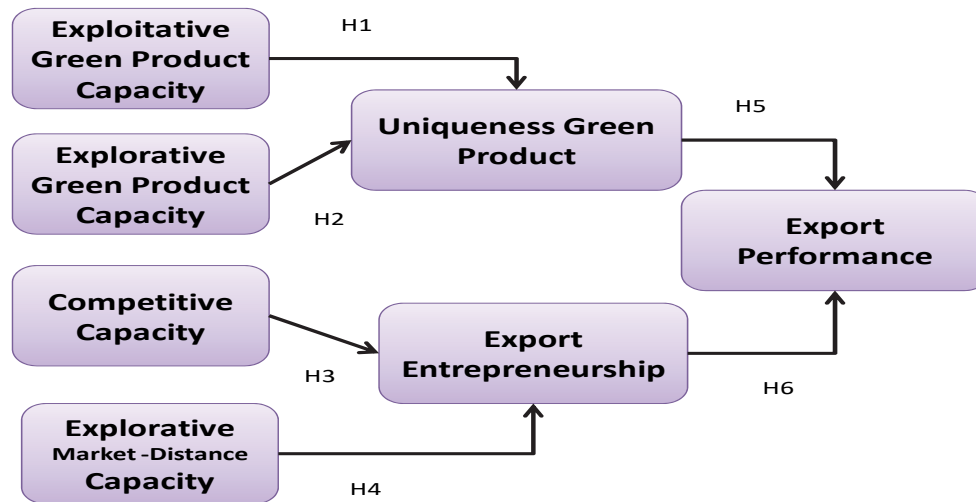 Exploitative
Green Product
Capacity
H1
Uniqueness Green
Product
H5
Explorative
Green Product
Capacity
H2
Export
Performance
Competitive
Capacity
H3
Export
Entrepreneurship
H6
Explorative
Market -Distance
Capacity
H4